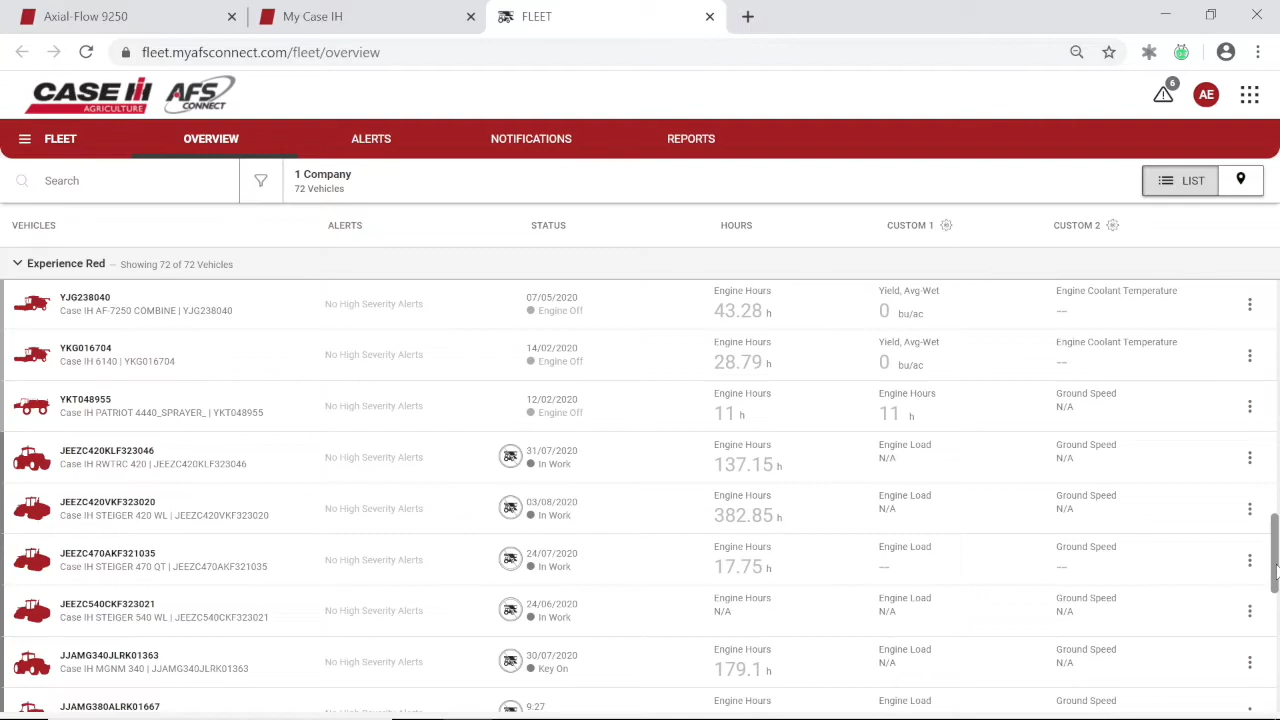 Axial-Flow 9250
My Case IH
FLEET
fleet.myafsconnect.com/fleet/overview
CASE IH
AGRICULTURE
AFS
CONNECT
6
AE
FLEET
OVERVIEW
ALERTS
NOTIFICATIONS
REPORTS
Search
1 Company
72 Vehicles
LIST
VEHICLES ALERTS STATUS HOURS CUSTOM 1 CUSTOM 2
Experience Red – Showing 72 of 72 Vehicles
YJG238040
Case IH AF-7250 COMBINE | YJG238040
No High Severity Alerts
07/05/2020
Engine Off
Engine Hours
43.28 h
Yield, Avg-Wet
0 bu/ac
Engine Coolant Temperature
--
YKG016704
Case IH 6140 | YKG016704
No High Severity Alerts
14/02/2020
Engine Off
Engine Hours
28.79 h
Yield, Avg-Wet
0 bu/ac
Engine Coolant Temperature
--
YKT048955
Case IH PATRIOT 4440_SPRAYER_ | YKT048955
No High Severity Alerts
12/02/2020
Engine Off
Engine Hours
11 h
Engine Hours
11 h
Ground Speed
N/A
JEEZC420KLF323046
Case IH RWTRC 420 | JEEZC420KLF323046
No High Severity Alerts
31/07/2020
In Work
Engine Hours
137.15 h
Engine Load
N/A
Ground Speed
N/A
JEEZC420VKF323020
Case IH STEIGER 420 WL | JEEZC420VKF323020
No High Severity Alerts
03/08/2020
In Work
Engine Hours
382.85 h
Engine Load
N/A
Ground Speed
N/A
JEEZC470AKF321035
Case IH STEIGER 470 QT | JEEZC470AKF321035
No High Severity Alerts
24/07/2020
In Work
Engine Hours
17.75 h
Engine Load
--
Ground Speed
--
JEEZC540CKF323021
Case IH STEIGER 540 WL | JEEZC540CKF323021
No High Severity Alerts
24/06/2020
In Work
Engine Hours
N/A
Engine Load
N/A
Ground Speed
N/A
JJAMG340JLRK01363
Case IH MGNM 340 | JJAMG340JLRK01363
No High Severity Alerts
30/07/2020
Key On
Engine Hours
179.1 h
Engine Load
N/A
Ground Speed
N/A
JJAMG380ALRK01667
9:27
Engine Hours
Engine Load
Ground Speed